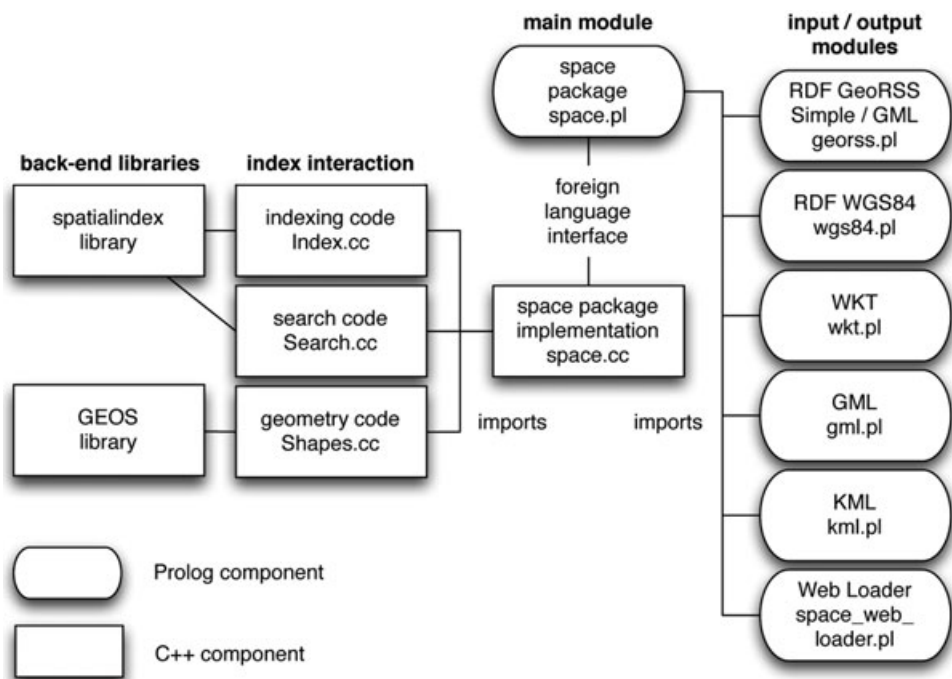 main module
input / output
modules
space
package
space.pl
RDF GeoRSS
Simple / GML
georss.pl
back-end libraries
index interaction
foreign
language
interface
spatialindex
library
indexing code
Index.cc
RDF WGS84
wgs84.pl
search code
Search.cc
space package
implementation
space.cc
WKT
wkt.pl
GEOS
library
geometry code
Shapes.cc
imports
imports
GML
gml.pl
KML
kml.pl
Prolog component
Web Loader
space_web_
loader.pl
C++ component